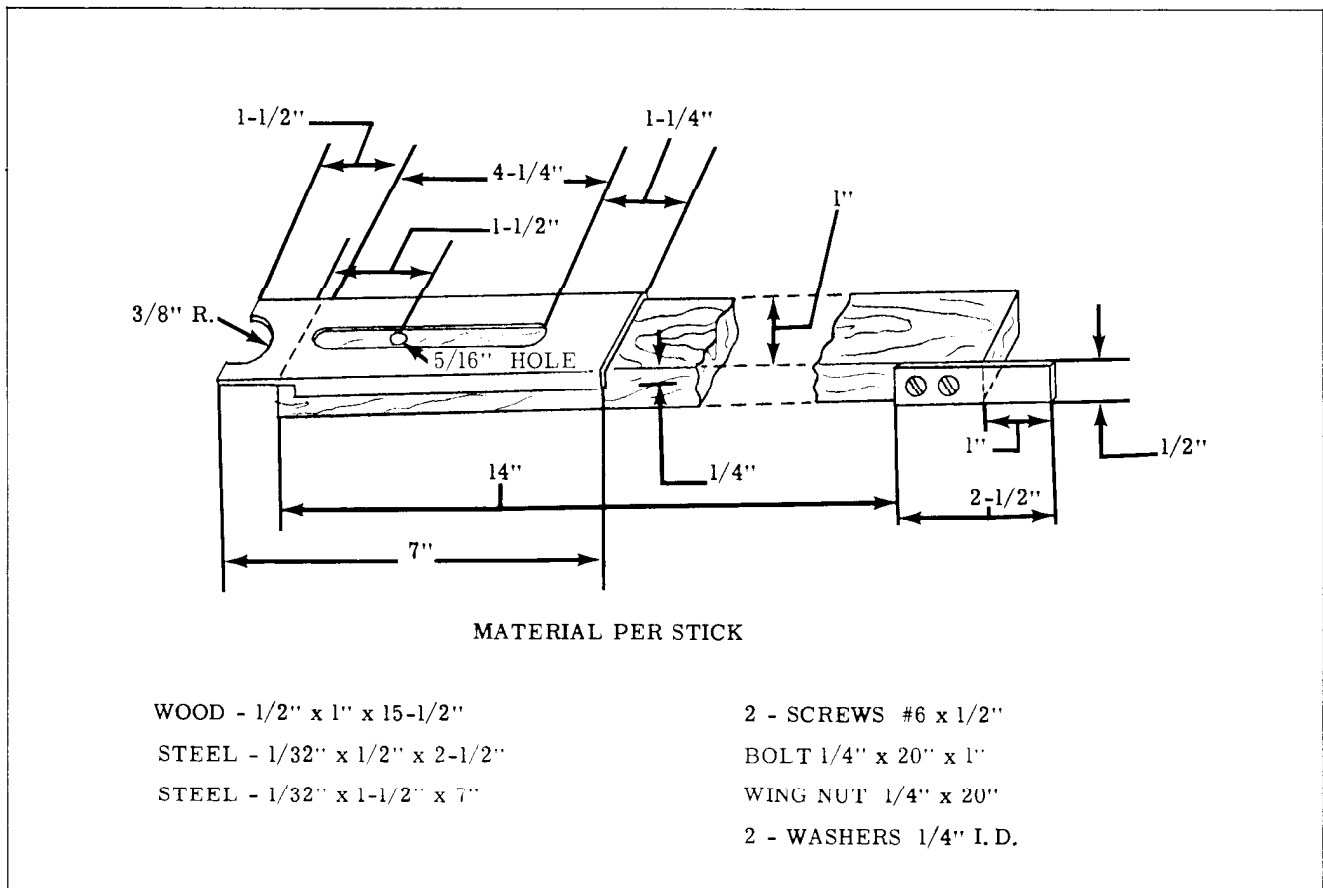 1-1/2"
1-1/4"
4-1/4"
1"
1-1/2"
3/8" R.
5/16" HOLE
1"
1/2"
1/4"
14"
2-1/2"
7"
MATERIAL PER STICK
WOOD - 1/2" x 1" x 15-1/2"
STEEL - 1/32" x 1/2" x 2-1/2"
STEEL - 1/32" x 1-1/2" x 7"
2 - SCREWS #6 x 1/2"
BOLT 1/4" x 20" x 1"
WING NUT 1/4" x 20"
2 - WASHERS 1/4" I.D.